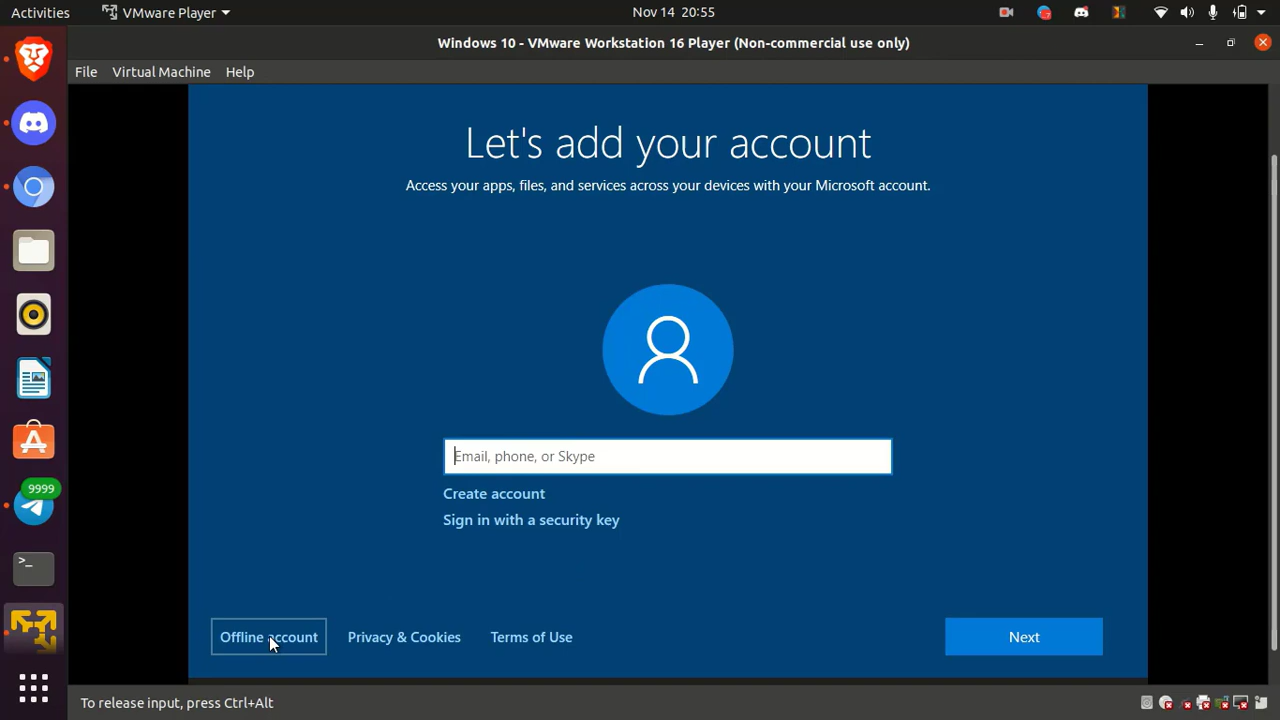 Activities
VMware Player
Nov 14 20:55
Windows 10 - VMware Workstation 16 Player (Non-commercial use only)
File
Virtual Machine
Help
Let's add your account
Access your apps, files, and services across your devices with your Microsoft account.
Email, phone, or Skype
Create account
Sign in with a security key
9999
>_
Offline account
Privacy & Cookies
Terms of Use
Next
To release input, press Ctrl+Alt